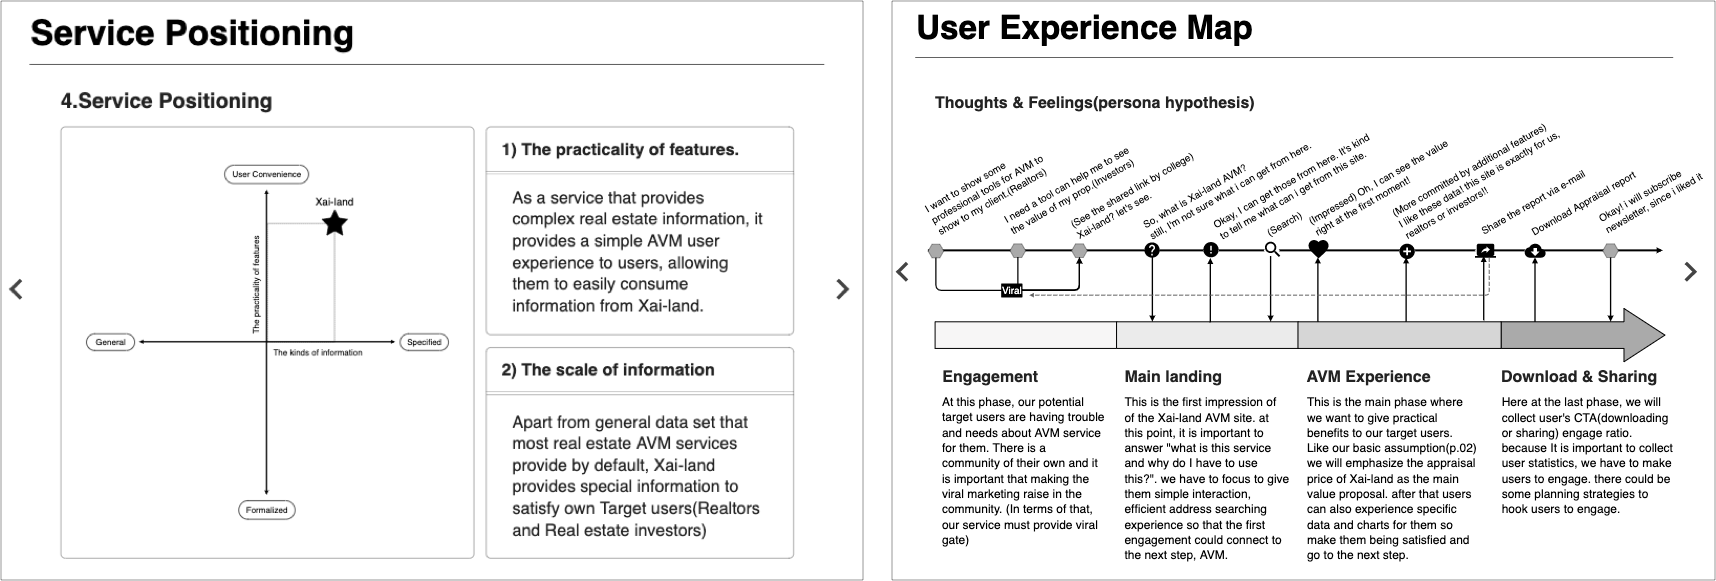 Service Positioning
4.Service Positioning
User Convenience
Xai-land
The practicality of features
General
Specified
The kinds of information
Formalized
1) The practicality of features.
As a service that provides
complex real estate information, it
provides a simple AVM user
experience to users, allowing
them to easily consume
information from Xai-land.
2) The scale of information
Apart from general data set that
most real estate AVM services
provide by default, Xai-land
provides special information to
satisfy own Target users(Realtors
and Real estate investors)
User Experience Map
Thoughts & Feelings(persona hypothesis)
I want to show some
professional tools for AVM to
show to my client.(Realtors)
I need a tool can help me to see
the value of my prop.(Investors)
(See the shared link by college)
Xai-land? let's see.
So, what is Xai-land AVM?
still, I'm not sure what i can get from here.
Okay, I can get those from here. It's kind
to tell me what can i get from this site.
(Search)
(Impressed) Oh, I can see the value
right at the first moment!
(More committed by additional features)
I like these data! this site is exactly for us,
realtors or investors!!
Share the report via e-mail
Download Appraisal report
Okay! i will subscribe
newsletter, since i liked it
?
!
Viral
Engagement
At this phase, our potential
target users are having trouble
and needs about AVM service
for them. There is a
community of their own and it
is important that making the
viral marketing raise in the
community. (In terms of that,
our service must provide viral
gate)
Main landing
This is the first impression of
of the Xai-land AVM site. at
this point, it is important to
answer "what is this service
and why do I have to use
this?". we have to focus to give
them simple interaction,
efficient address searching
experience so that the first
engagement could connect to
the next step, AVM.
AVM Experience
This is the main phase where
we want to give practical
benefits to our target users.
Like our basic assumption(p.02)
we will emphasize the appraisal
price of Xai-land as the main
value proposal. after that users
can also experience specific
data and charts for them so
make them being satisfied and
go to the next step.
Download & Sharing
Here at the last phase, we will
collect user's CTA(downloading
or sharing) engage ratio.
because It is important to collect
user statistics, we have to make
users to engage. there could be
some planning strategies to
hook users to engage.